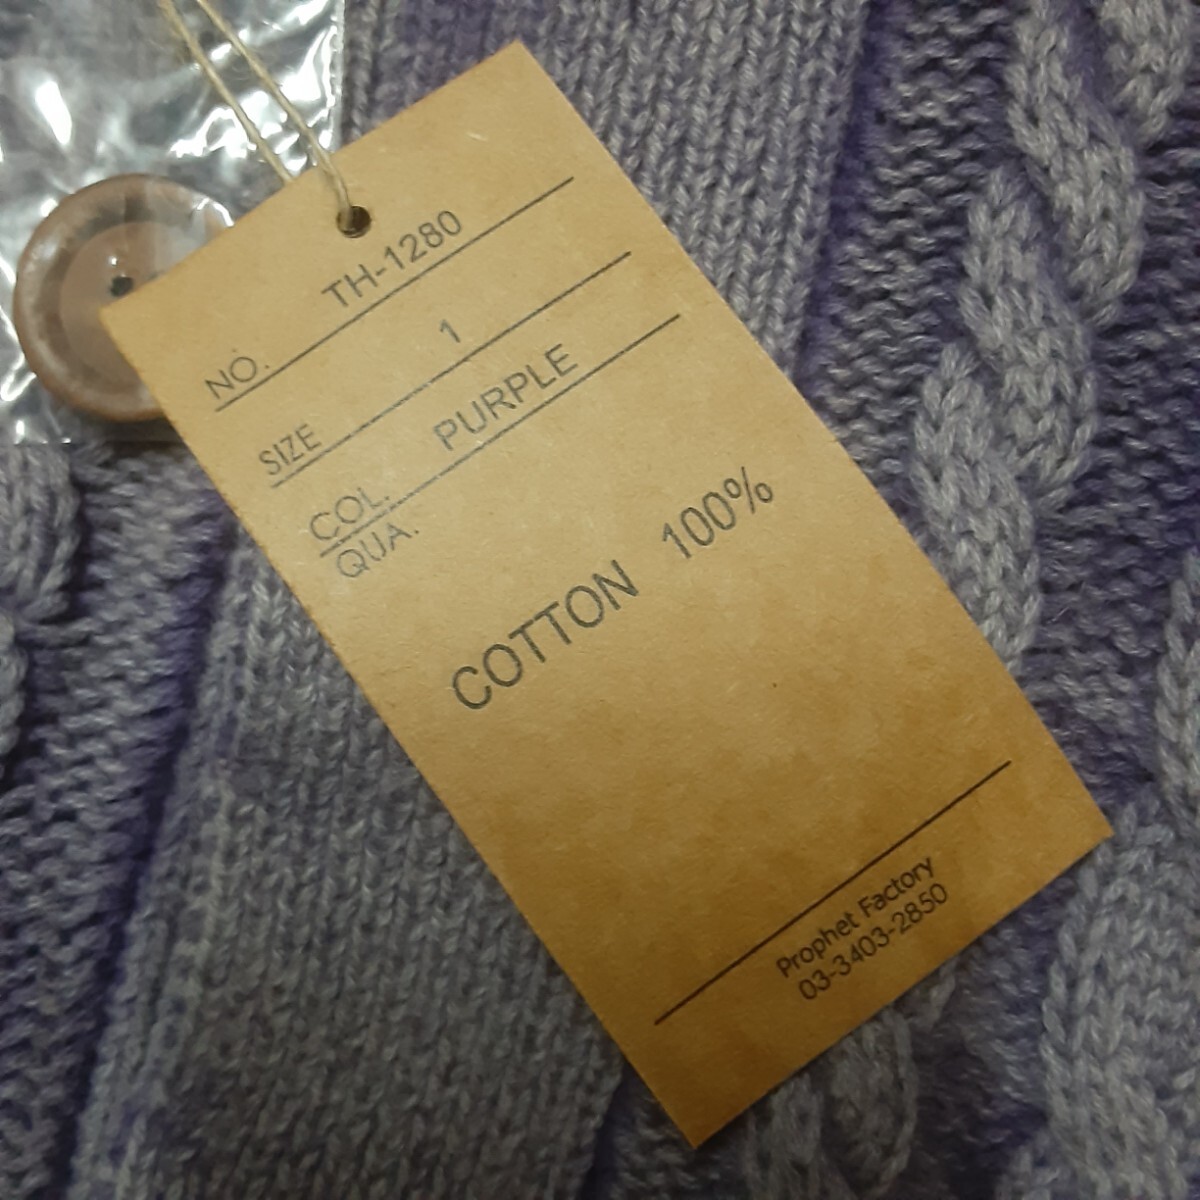 NO. TH-1280
SIZE 1
COL. PURPLE
QUA.
COTTON 100%
Prophet Factory
03-3403-2850